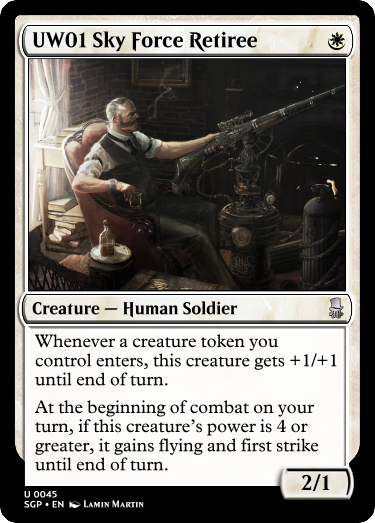 UW01 Sky Force Retiree
Creature — Human Soldier
Whenever a creature token you
control enters, this creature gets +1/+1
until end of turn.
At the beginning of combat on your
turn, if this creature's power is 4 or
greater, it gains flying and first strike
until end of turn.
2/1
U 0045
SGP • EN Lamin Martin